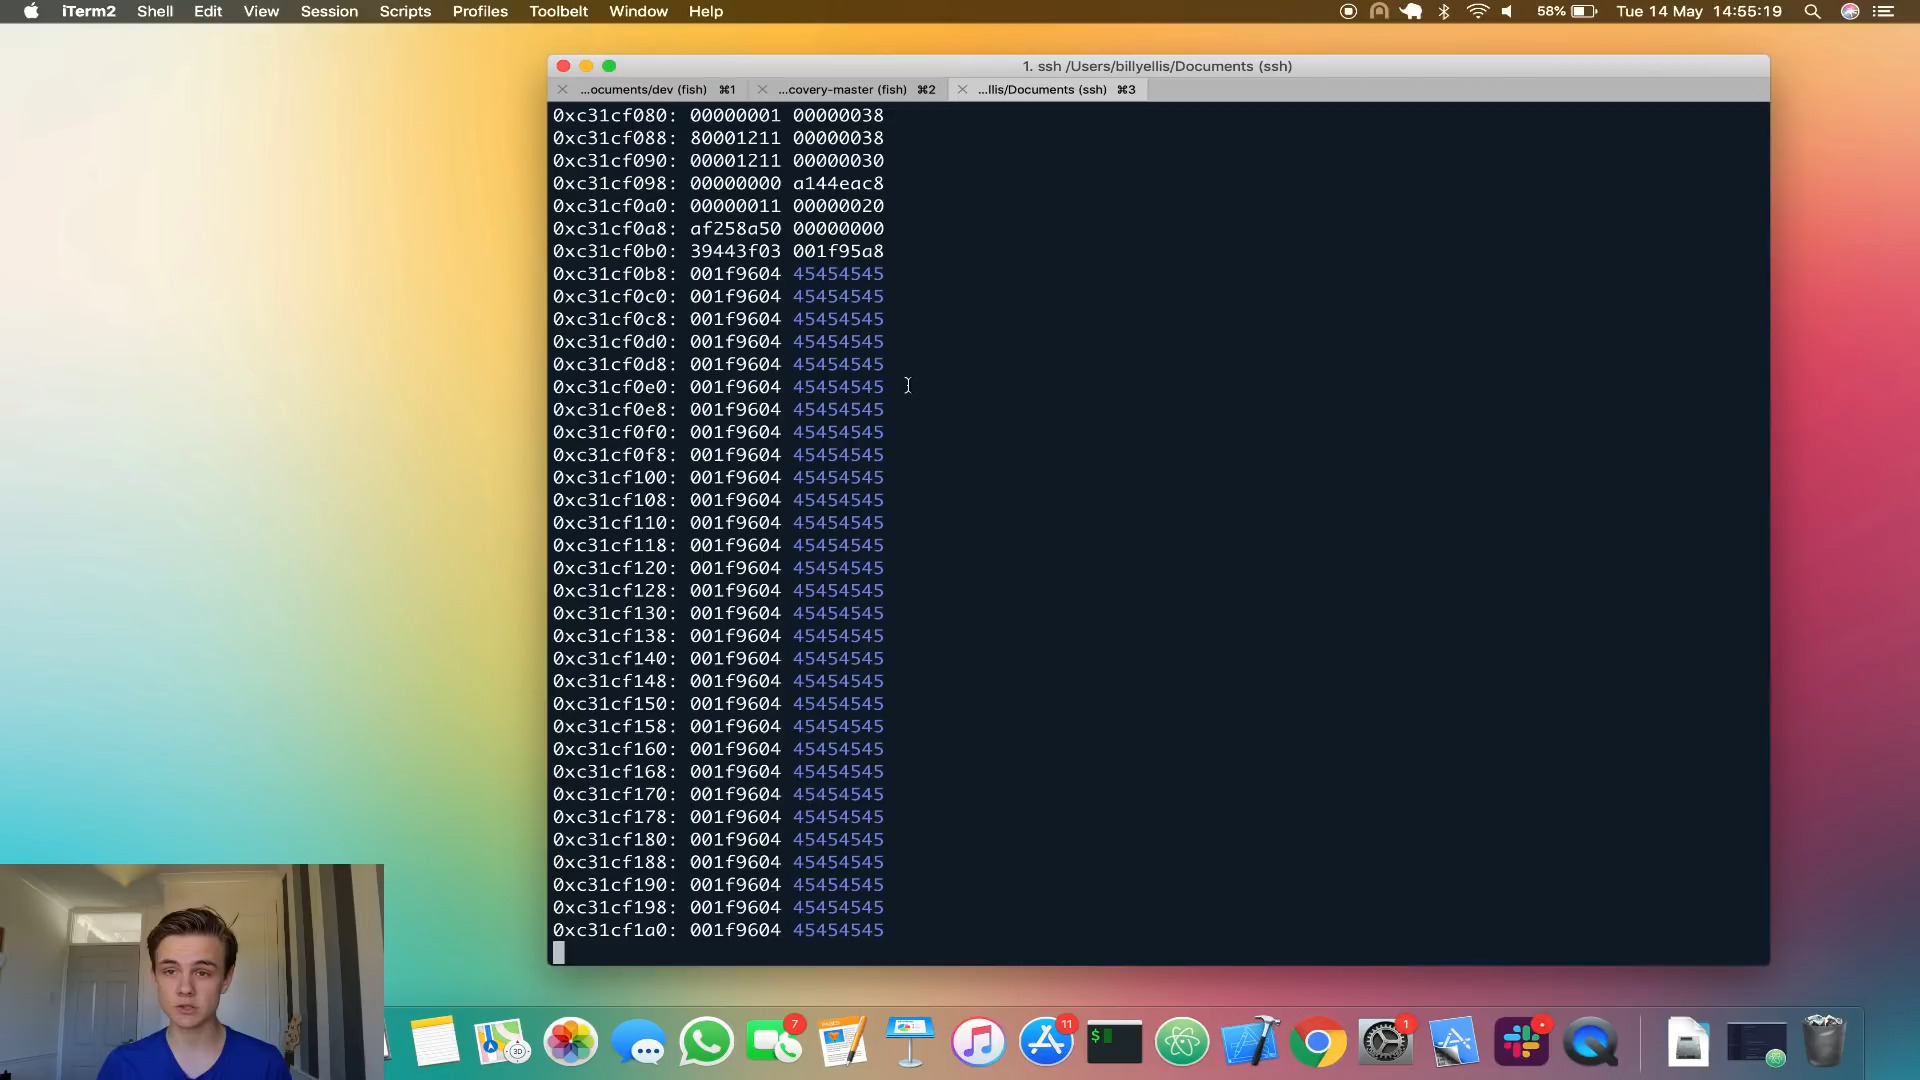 iTerm2 Shell Edit View Session Scripts Profiles Toolbelt Window Help
58% Tue 14 May 14:55:19
1. ssh /Users/billyellis/Documents (ssh)
...ocuments/dev (fish) ⌘1 ...covery-master (fish) ⌘2 ...llis/Documents (ssh) ⌘3
0xc31cf080: 00000001 00000038
0xc31cf088: 80001211 00000038
0xc31cf090: 00001211 00000030
0xc31cf098: 00000000 a144eac8
0xc31cf0a0: 00000011 00000020
0xc31cf0a8: af258a50 00000000
0xc31cf0b0: 39443f03 001f95a8
0xc31cf0b8: 001f9604 45454545
0xc31cf0c0: 001f9604 45454545
0xc31cf0c8: 001f9604 45454545
0xc31cf0d0: 001f9604 45454545
0xc31cf0d8: 001f9604 45454545
0xc31cf0e0: 001f9604 45454545
0xc31cf0e8: 001f9604 45454545
0xc31cf0f0: 001f9604 45454545
0xc31cf0f8: 001f9604 45454545
0xc31cf100: 001f9604 45454545
0xc31cf108: 001f9604 45454545
0xc31cf110: 001f9604 45454545
0xc31cf118: 001f9604 45454545
0xc31cf120: 001f9604 45454545
0xc31cf128: 001f9604 45454545
0xc31cf130: 001f9604 45454545
0xc31cf138: 001f9604 45454545
0xc31cf140: 001f9604 45454545
0xc31cf148: 001f9604 45454545
0xc31cf150: 001f9604 45454545
0xc31cf158: 001f9604 45454545
0xc31cf160: 001f9604 45454545
0xc31cf168: 001f9604 45454545
0xc31cf170: 001f9604 45454545
0xc31cf178: 001f9604 45454545
0xc31cf180: 001f9604 45454545
0xc31cf188: 001f9604 45454545
0xc31cf190: 001f9604 45454545
0xc31cf198: 001f9604 45454545
0xc31cf1a0: 001f9604 45454545
3D
7
11
$
1